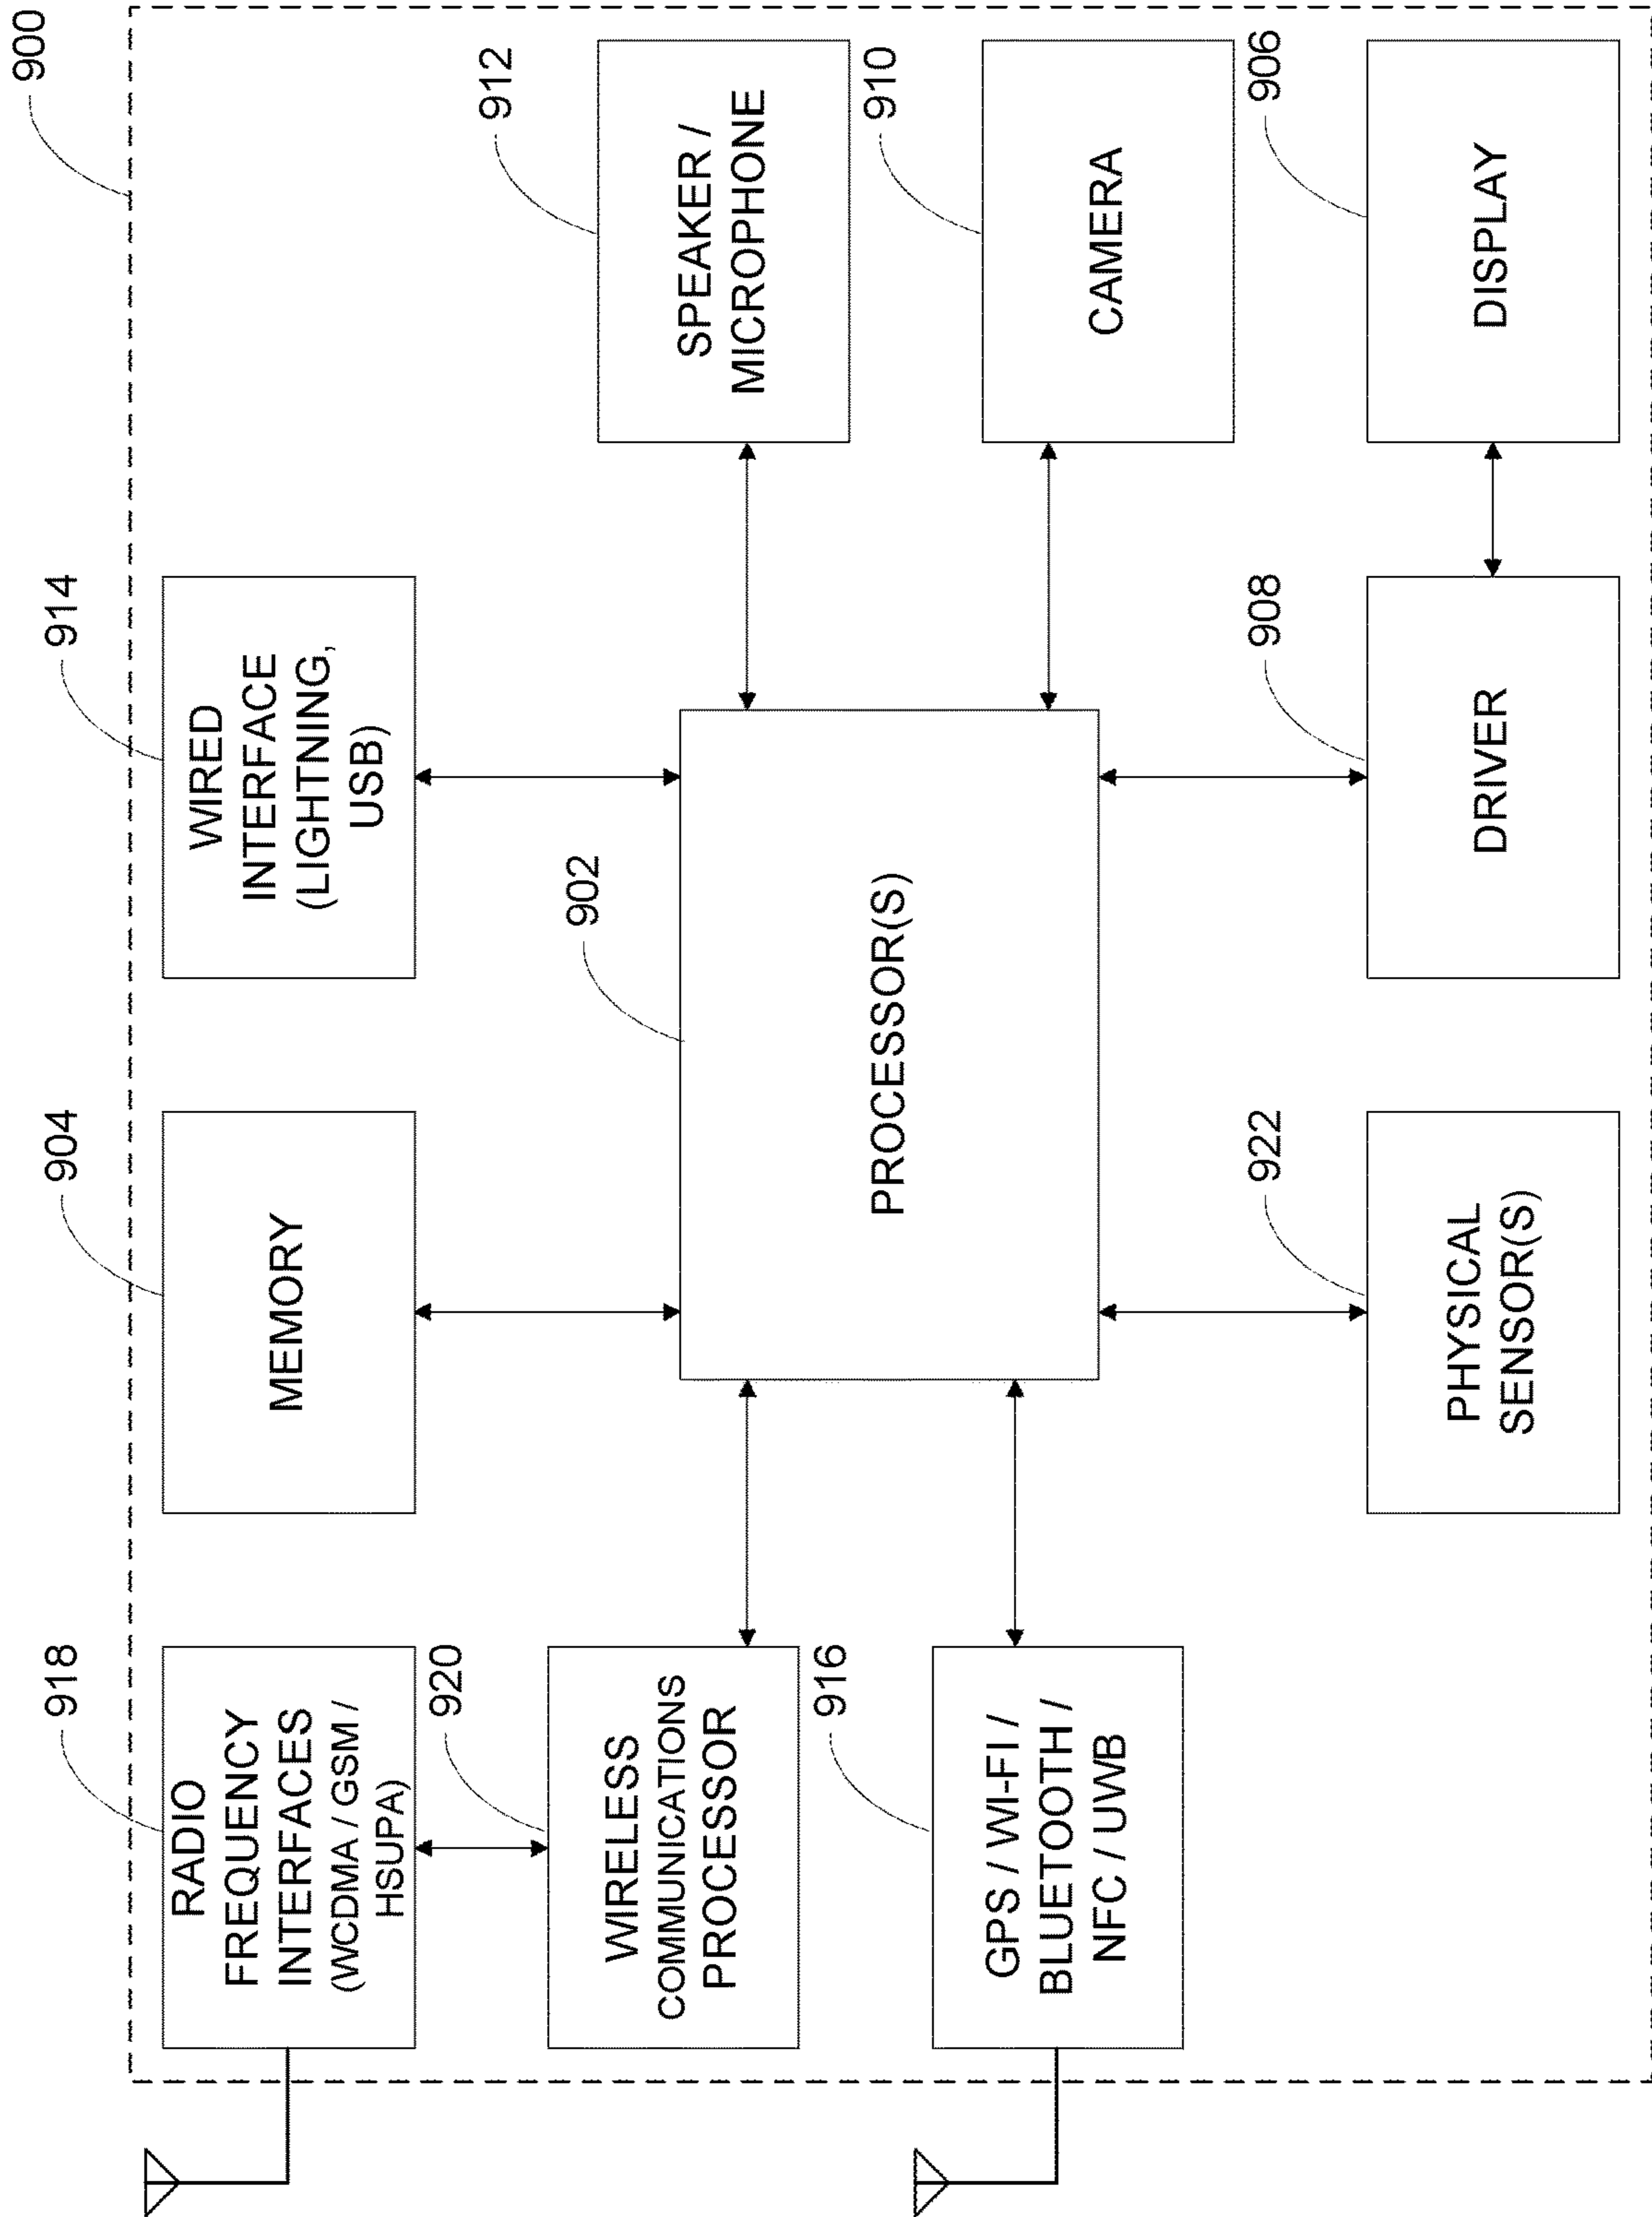 900
918
RADIO
FREQUENCY
INTERFACES
(WCDMA / GSM /
HSUPA)
904
MEMORY
914
WIRED
INTERFACE
(LIGHTNING,
USB)
912
SPEAKER /
MICROPHONE
920
WIRELESS
COMMUNICATIONS
PROCESSOR
902
PROCESSOR(S)
910
CAMERA
916
GPS / WI-FI /
BLUETOOTH /
NFC / UWB
922
PHYSICAL
SENSOR(S)
908
DRIVER
906
DISPLAY